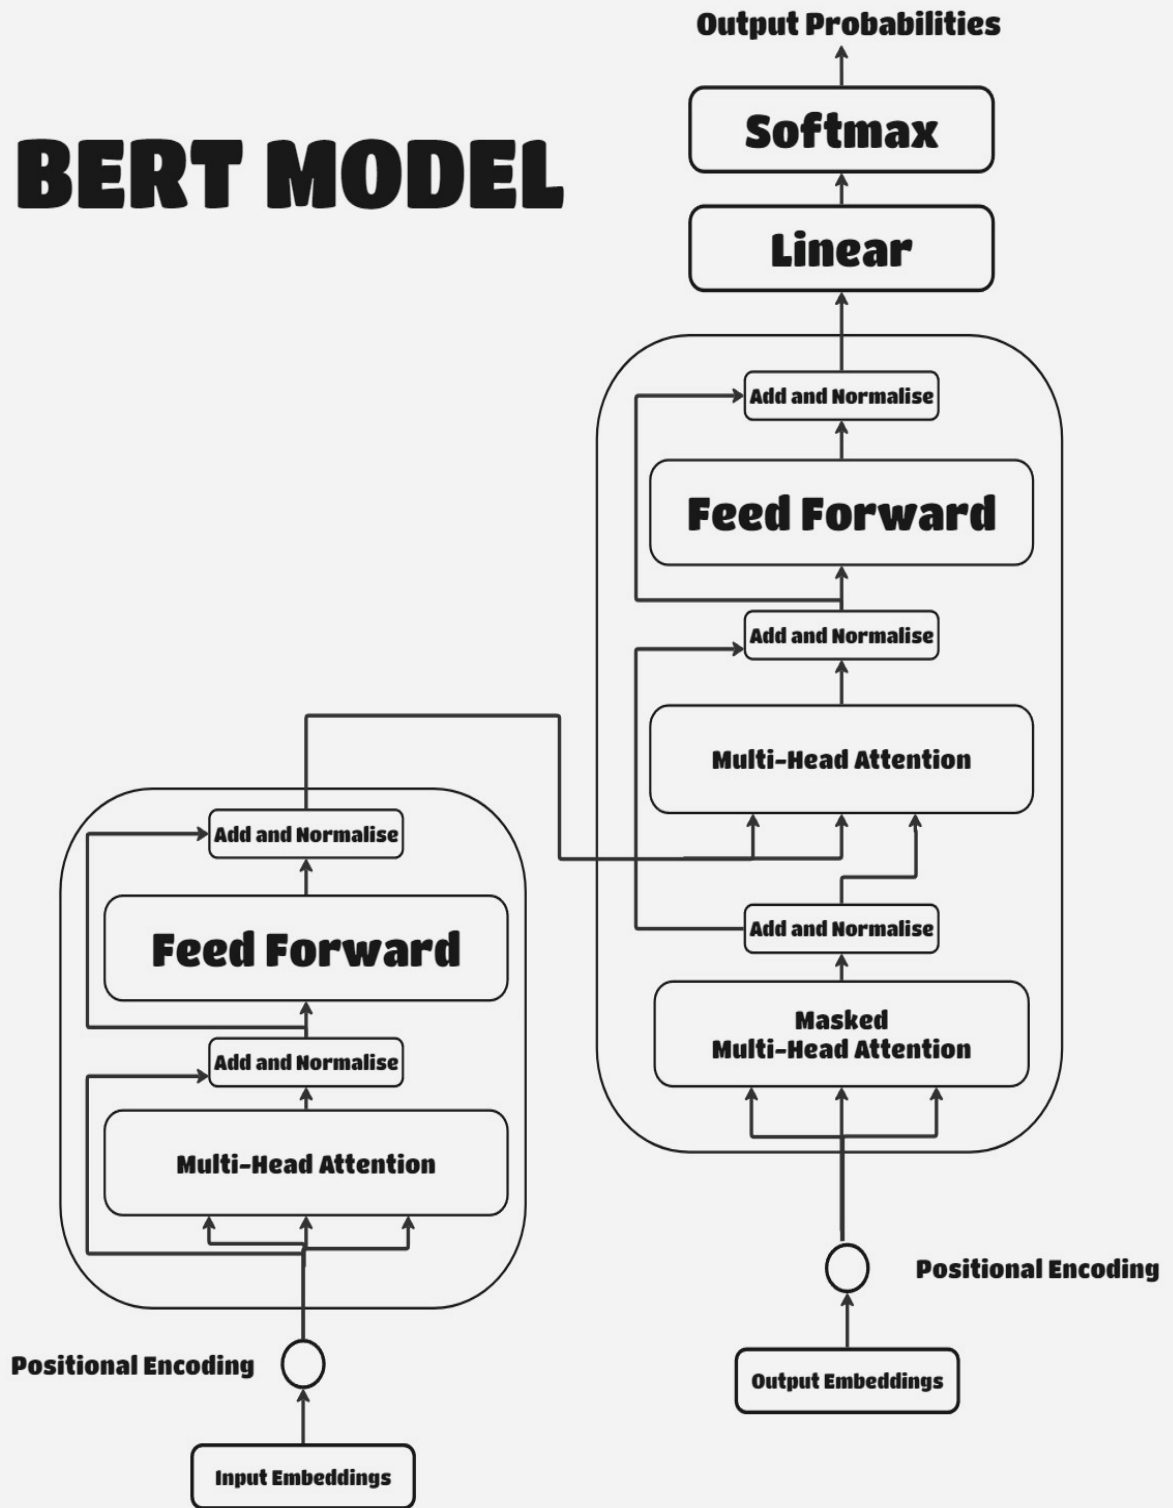 Output Probabilities
Softmax
BERT MODEL
Linear
Add and Normalise
Feed Forward
Add and Normalise
Multi-Head Attention
Add and Normalise
Masked
Multi-Head Attention
Positional Encoding
Output Embeddings
Add and Normalise
Feed Forward
Add and Normalise
Multi-Head Attention
Positional Encoding
Input Embeddings